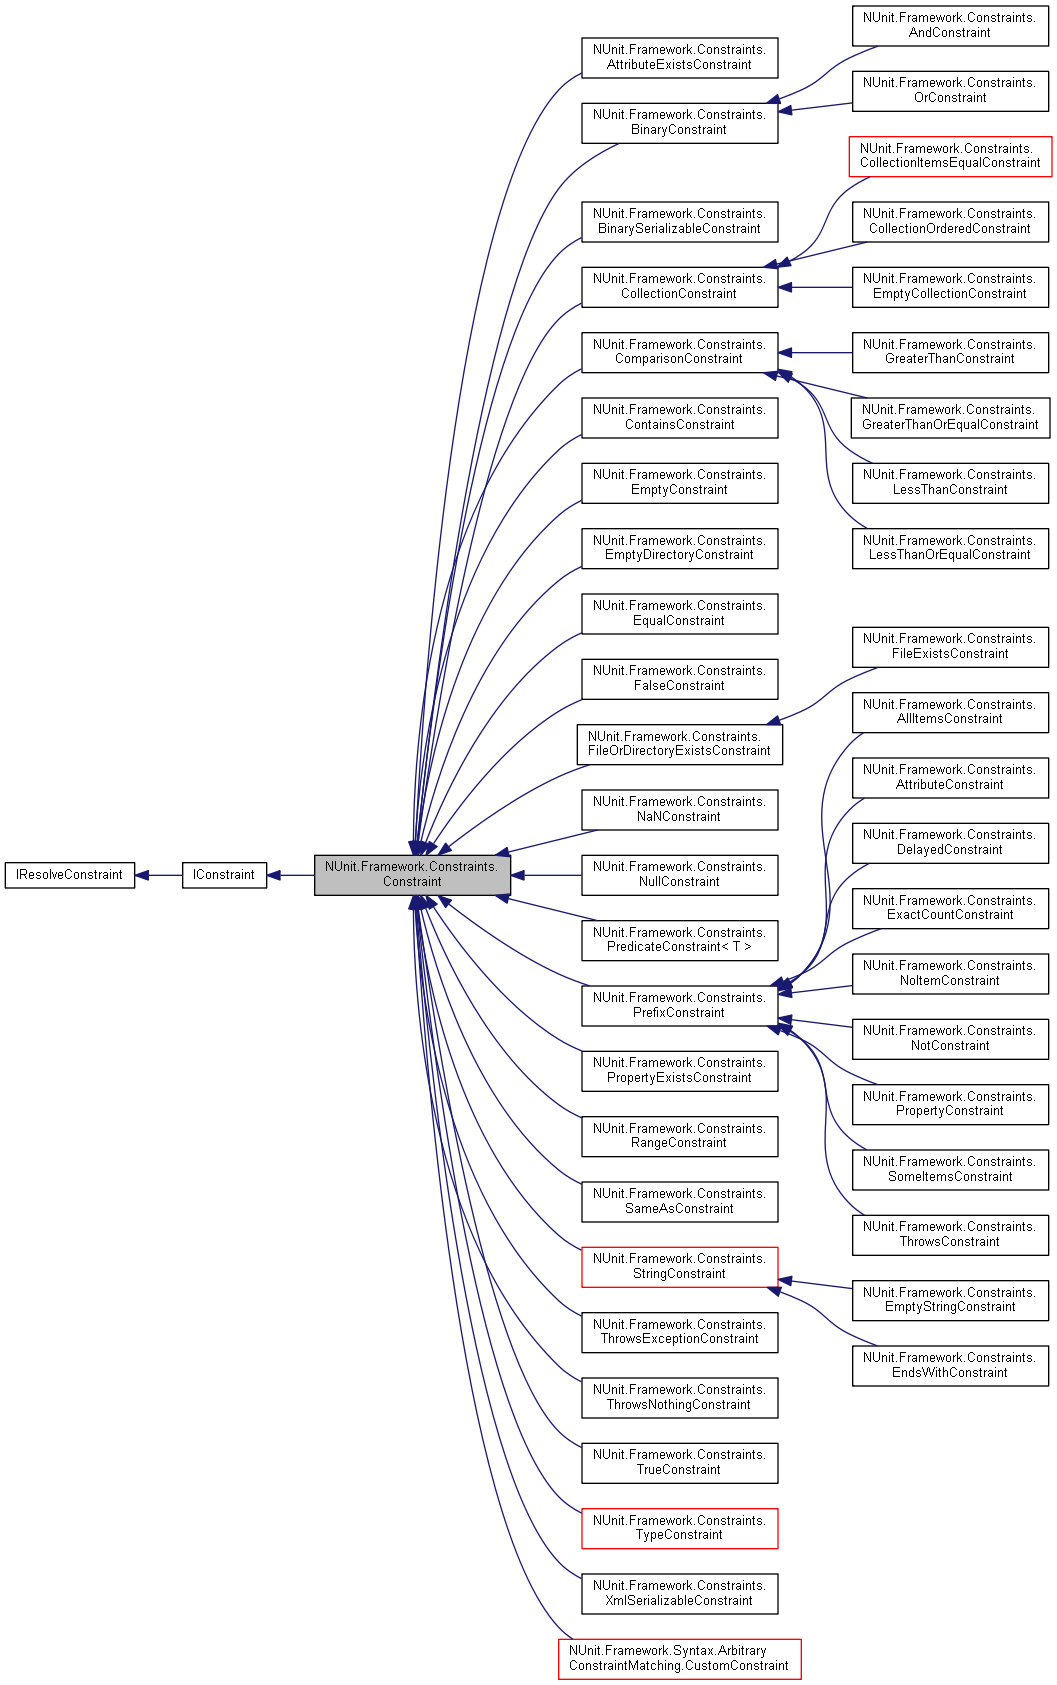 IResolveConstraint
IConstraint
NUnit.Framework.Constraints.
Constraint
NUnit.Framework.Constraints.
AttributeExistsConstraint
NUnit.Framework.Constraints.
BinaryConstraint
NUnit.Framework.Constraints.
BinarySerializableConstraint
NUnit.Framework.Constraints.
CollectionConstraint
NUnit.Framework.Constraints.
ComparisonConstraint
NUnit.Framework.Constraints.
ContainsConstraint
NUnit.Framework.Constraints.
EmptyConstraint
NUnit.Framework.Constraints.
EmptyDirectoryConstraint
NUnit.Framework.Constraints.
EqualConstraint
NUnit.Framework.Constraints.
FalseConstraint
NUnit.Framework.Constraints.
FileOrDirectoryExistsConstraint
NUnit.Framework.Constraints.
NaNConstraint
NUnit.Framework.Constraints.
NullConstraint
NUnit.Framework.Constraints.
PredicateConstraint< T >
NUnit.Framework.Constraints.
PrefixConstraint
NUnit.Framework.Constraints.
PropertyExistsConstraint
NUnit.Framework.Constraints.
RangeConstraint
NUnit.Framework.Constraints.
SameAsConstraint
NUnit.Framework.Constraints.
StringConstraint
NUnit.Framework.Constraints.
ThrowsExceptionConstraint
NUnit.Framework.Constraints.
ThrowsNothingConstraint
NUnit.Framework.Constraints.
TrueConstraint
NUnit.Framework.Constraints.
TypeConstraint
NUnit.Framework.Constraints.
XmlSerializableConstraint
NUnit.Framework.Syntax.Arbitrary
ConstraintMatching.CustomConstraint
NUnit.Framework.Constraints.
AndConstraint
NUnit.Framework.Constraints.
OrConstraint
NUnit.Framework.Constraints.
CollectionItemsEqualConstraint
NUnit.Framework.Constraints.
CollectionOrderedConstraint
NUnit.Framework.Constraints.
EmptyCollectionConstraint
NUnit.Framework.Constraints.
GreaterThanConstraint
NUnit.Framework.Constraints.
GreaterThanOrEqualConstraint
NUnit.Framework.Constraints.
LessThanConstraint
NUnit.Framework.Constraints.
LessThanOrEqualConstraint
NUnit.Framework.Constraints.
FileExistsConstraint
NUnit.Framework.Constraints.
AllItemsConstraint
NUnit.Framework.Constraints.
AttributeConstraint
NUnit.Framework.Constraints.
DelayedConstraint
NUnit.Framework.Constraints.
ExactCountConstraint
NUnit.Framework.Constraints.
NoItemConstraint
NUnit.Framework.Constraints.
NotConstraint
NUnit.Framework.Constraints.
PropertyConstraint
NUnit.Framework.Constraints.
SomeItemsConstraint
NUnit.Framework.Constraints.
ThrowsConstraint
NUnit.Framework.Constraints.
EmptyStringConstraint
NUnit.Framework.Constraints.
EndsWithConstraint